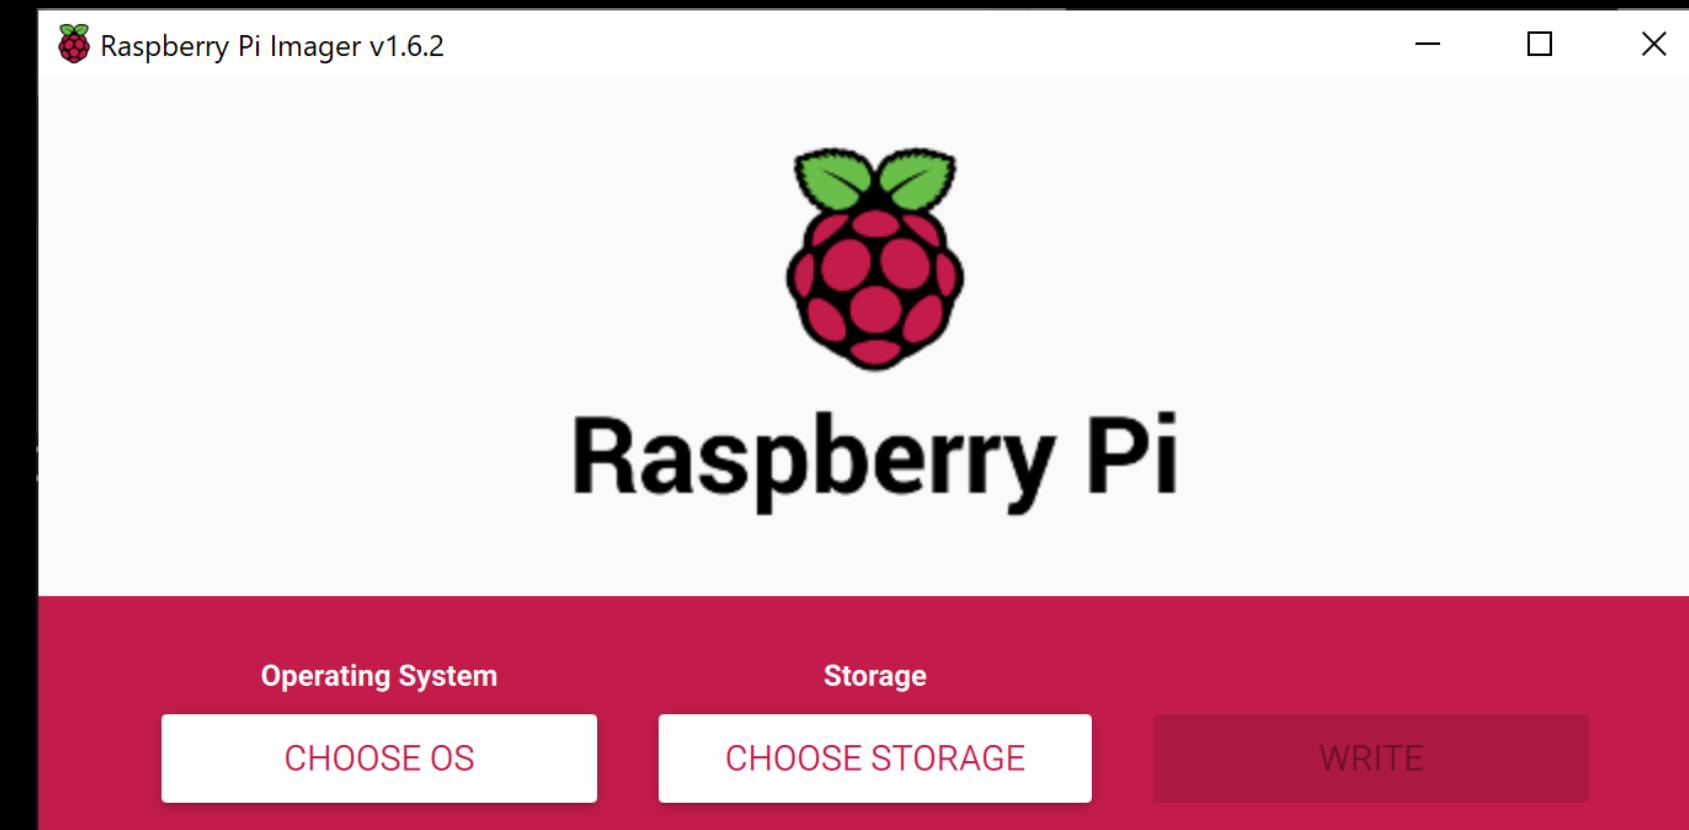 Raspberry Pi Imager v1.6.2
Raspberry Pi
Operating System
Storage
CHOOSE OS
CHOOSE STORAGE
WRITE